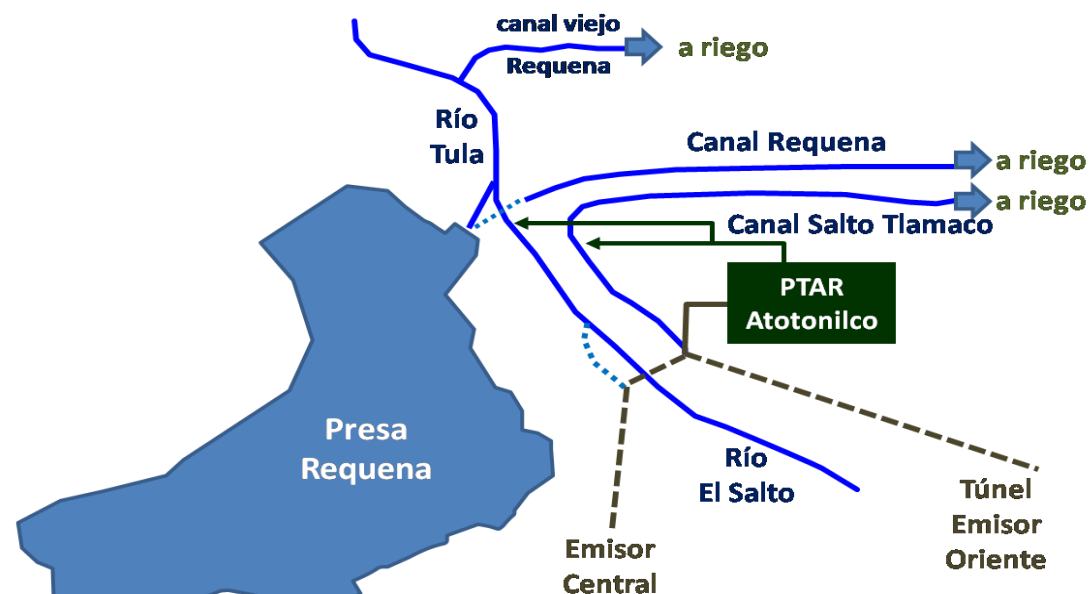 canal viejo
Requena
a riego
Río
Tula
Canal Requena
a riego
a riego
Canal Salto Tlamaco
PTAR
Atotonilco
Presa
Requena
Río
El Salto
Túnel
Emisor
Oriente
Emisor
Central